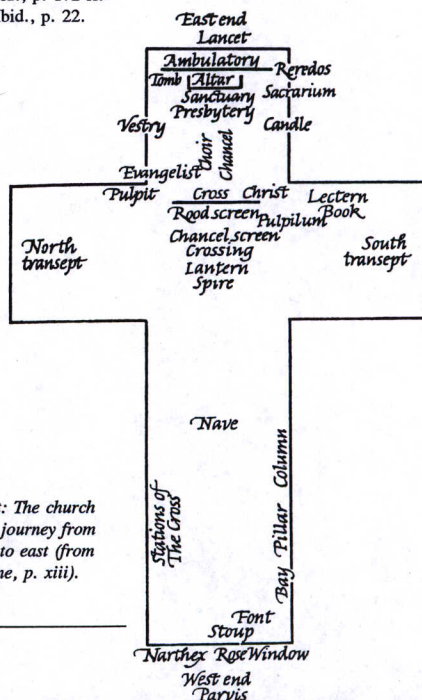 bid., p. 22.
East end
Lancet
Ambulatory
Reredos
Tomb Altar
Sanctuary
Sacrarium
Presbytery
Vestry
Candle
Choir
Chancel
Evangelist
Pulpit
Cross Christ
Lectern
Rood screen
Book
Pulpilum
Chancel screen
North
transept
Crossing
South
transept
Lantern
Spire
Nave
Stations of
The Cross
Bay Pillar Column
: The church
journey from
to east (from
ne, p. xiii).
Font
Stoup
Narthex Rose Window
West end
Parvis